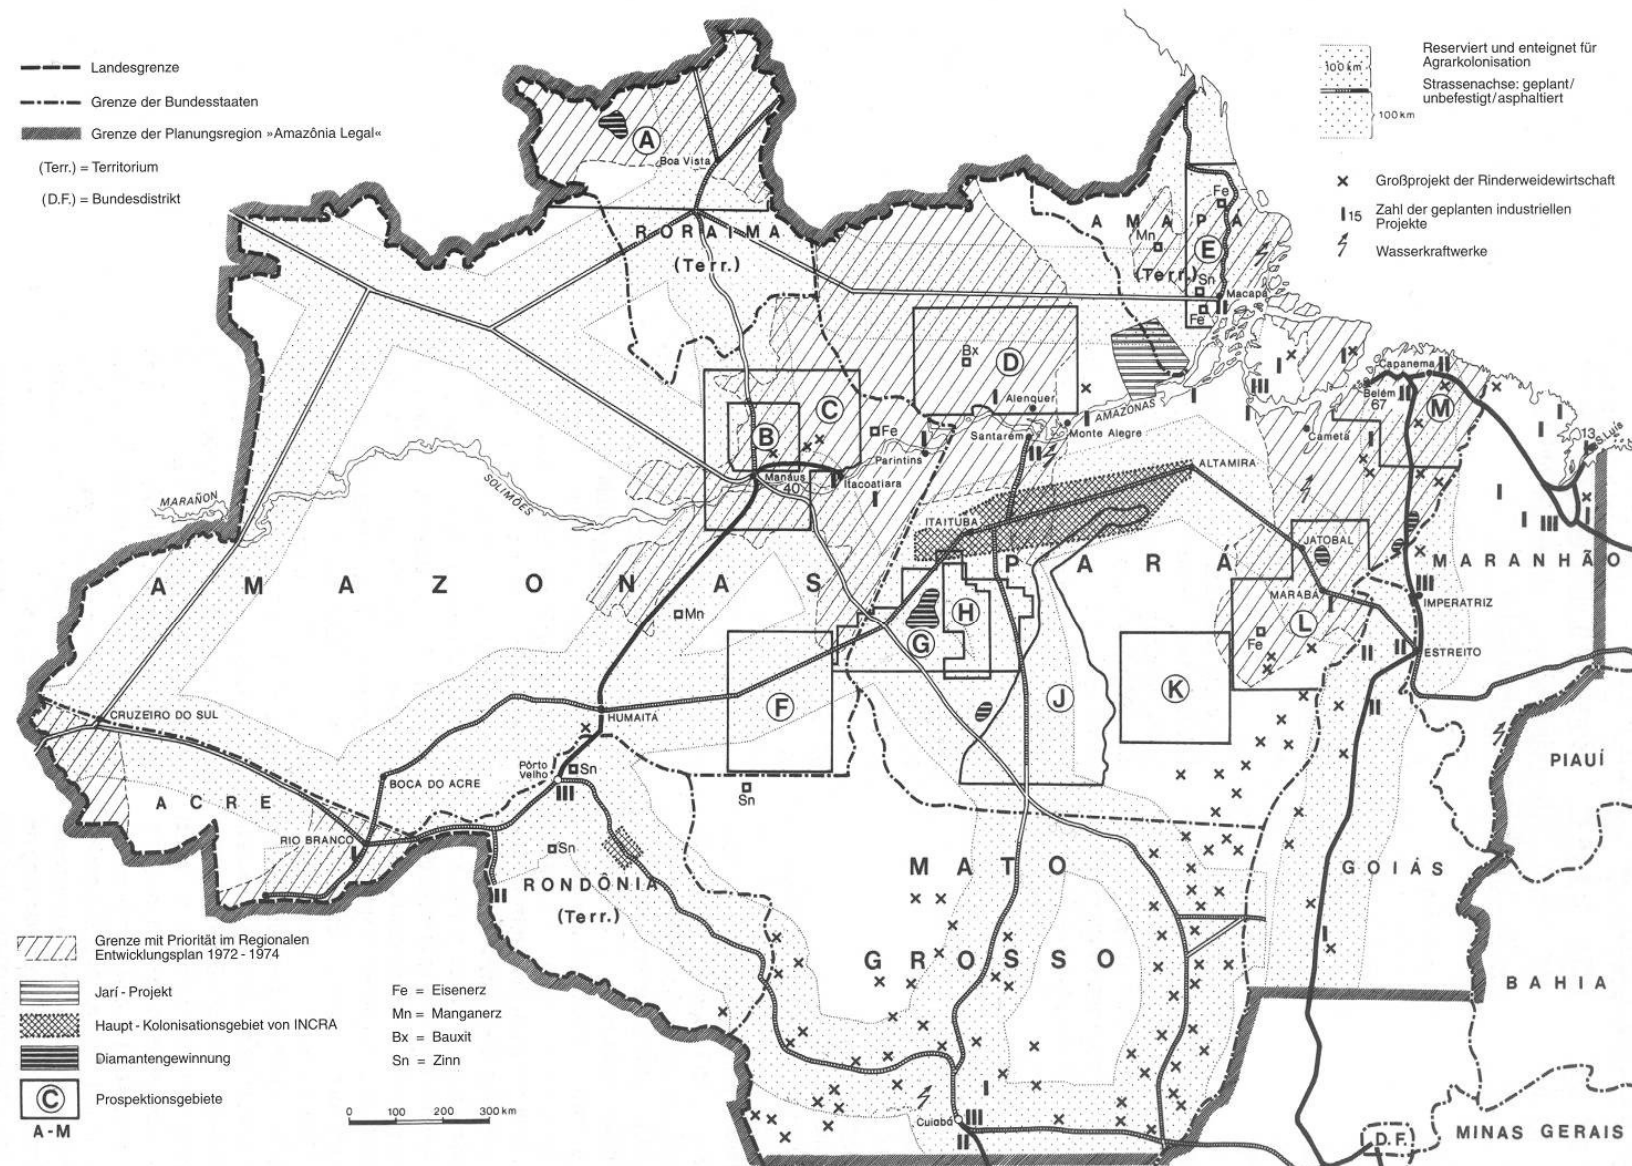 Landesgrenze
Grenze der Bundesstaaten
Grenze der Planungsregion »Amazônia Legal«
(Terr.) = Territorium
(D.F.) = Bundesdistrikt
100 km
100 km
Reserviert und enteignet für
Agrarkolonisation
Strassenachse: geplant/
unbefestigt/asphaltiert
Großprojekt der Rinderweidewirtschaft
15 Zahl der geplanten industriellen
Projekte
Wasserkraftwerke
A
Boa Vista
RORAIMA
(Terr.)
AMAPÁ
(Terr.)
Fe
Mn
E
Sn
Fe
Macapá
Bx
D
Alenquer
AMAZONAS
Santarém
Monte Alegre
C
B
Fe
Parintins
Manaus
40
Itacoatiara
MARAÑON
SOLIMÕES
Capanema
Belém
67
M
Cametá
13
S. Luis
ALTAMIRA
ITAITUBA
JATOBAL
PARÁ
MARANHÃO
AMAZONAS
MARABÁ
IMPERATRIZ
Mn
H
G
L
Fe
ESTREITO
F
J
K
CRUZEIRO DO SUL
HUMAITÁ
PIAUÍ
Pôrto
Velho
Sn
BOCA DO ACRE
Sn
ACRE
RIO BRANCO
Sn
RONDÔNIA
(Terr.)
MATO
GROSSO
GOIÁS
BAHIA
Cuiabá
D.F.
MINAS GERAIS
Grenze mit Priorität im Regionalen
Entwicklungsplan 1972 - 1974
Jarí - Projekt
Haupt - Kolonisationsgebiet von INCRA
Diamantengewinnung
C
Prospektionsgebiete
A - M
Fe = Eisenerz
Mn = Manganerz
Bx = Bauxit
Sn = Zinn
0 100 200 300 km